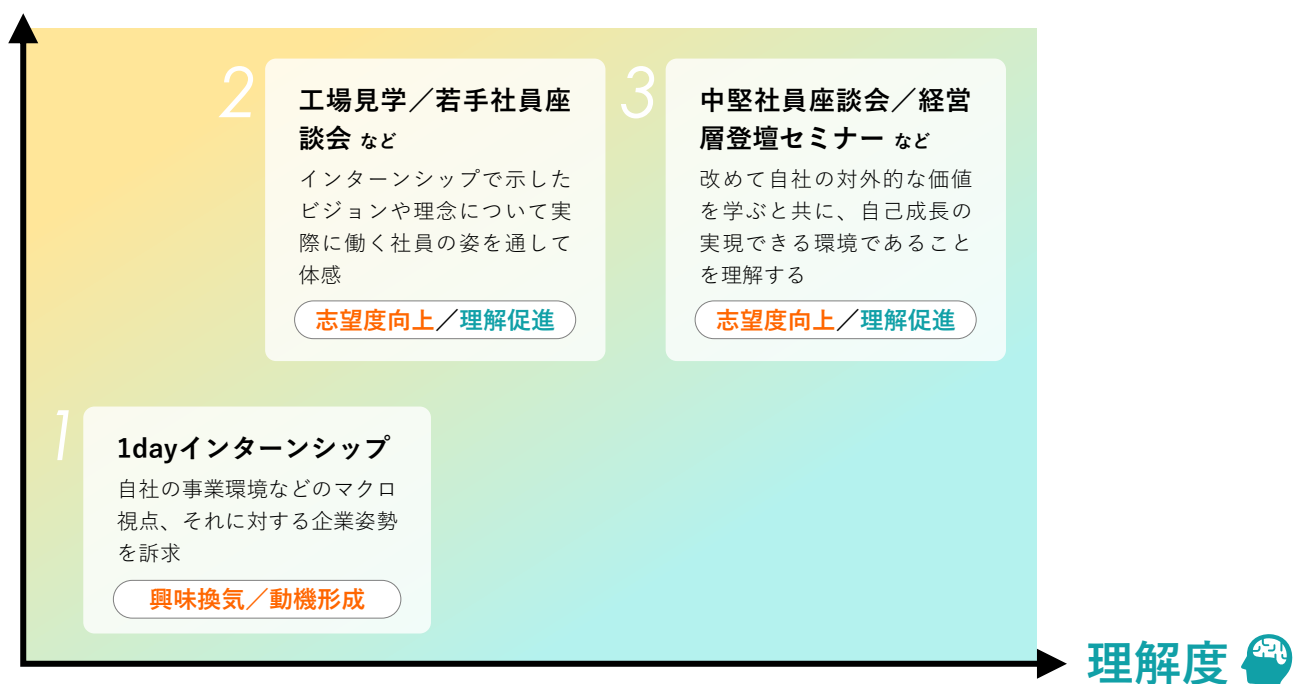 2
工場見学／若手社員座
談会 など
インターンシップで示した
ビジョンや理念について実
際に働く社員の姿を通して
体感
志望度向上／理解促進
3
中堅社員座談会／経営
層登壇セミナー など
改めて自社の対外的な価値
を学ぶと共に、自己成長の
実現できる環境であること
を理解する
志望度向上／理解促進
1
1dayインターンシップ
自社の事業環境などのマクロ
視点、それに対する企業姿勢
を訴求
興味換気／動機形成
理解度